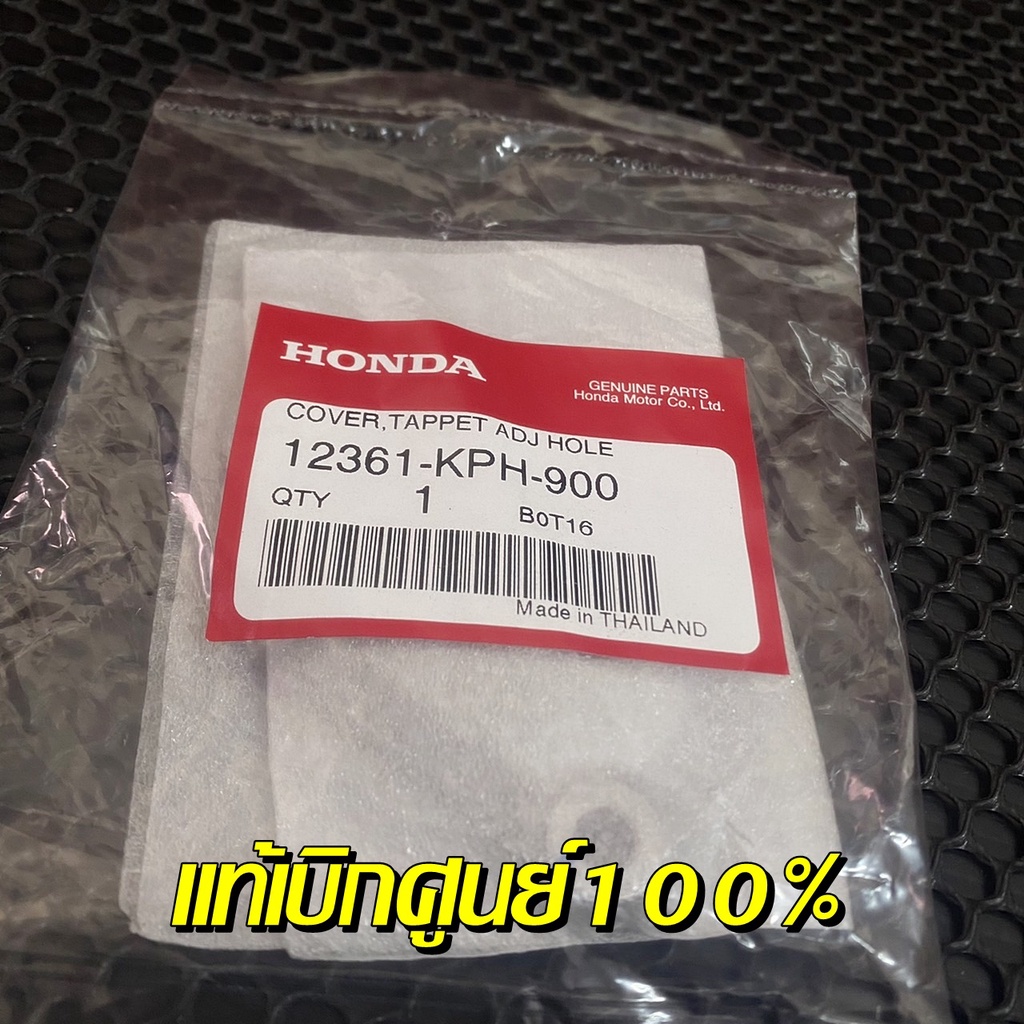 HONDA
GENUINE PARTS
Honda Motor Co., Ltd.
COVER,TAPPET ADJ HOLE
12361-KPH-900
QTY 1 B0T16
Made in THAILAND
แท้เบิกศูนย์100%